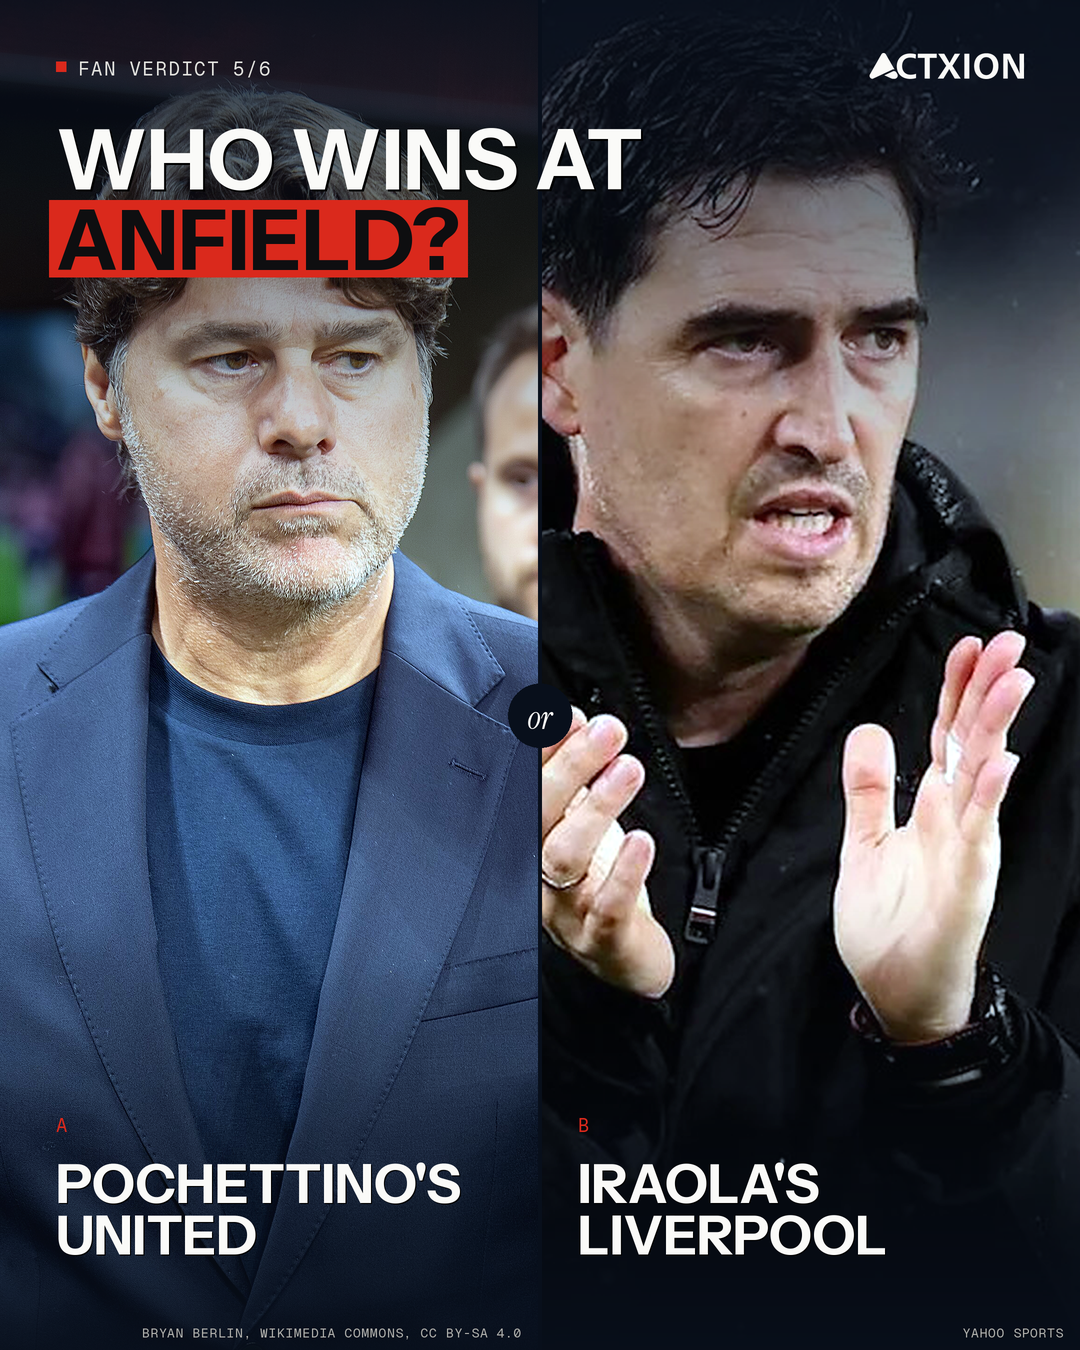 FAN VERDICT 5/6
ACTXION
WHO WINS AT
ANFIELD?
or
A
POCHETTINO'S
UNITED
B
IRAOLA'S
LIVERPOOL
BRYAN BERLIN, WIKIMEDIA COMMONS, CC BY-SA 4.0
YAHOO SPORTS